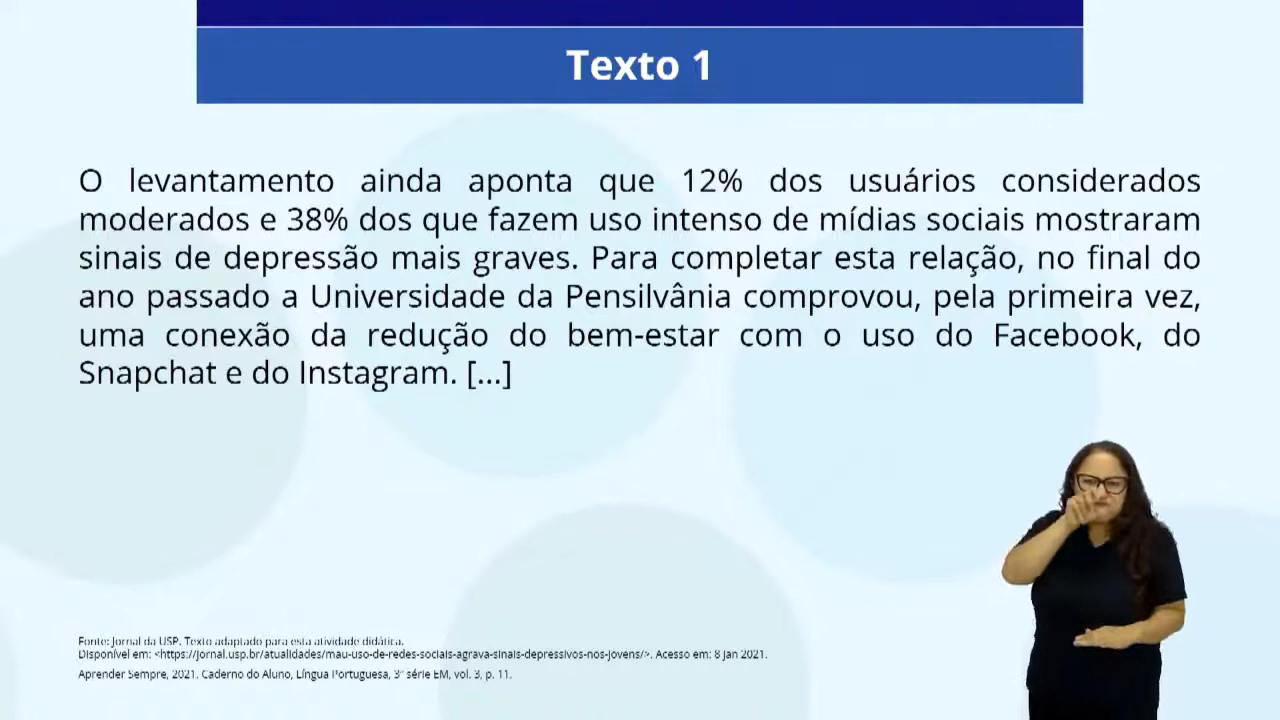 Texto 1
O levantamento ainda aponta que 12% dos usuários considerados
moderados e 38% dos que fazem uso intenso de mídias sociais mostraram
sinais de depressão mais graves. Para completar esta relação, no final do
ano passado a Universidade da Pensilvânia comprovou, pela primeira vez,
uma conexão da redução do bem-estar com o uso do Facebook, do
Snapchat e do Instagram. [...]
Fonte: Jornal da USP. Texto adaptado para esta atividade didática.
Disponível em: <https://jornal.usp.br/atualidades/mau-uso-de-redes-sociais-agrava-sinais-depressivos-nos-jovens/>. Acesso em: 8 jan 2021.
Aprender Sempre, 2021. Caderno do Aluno, Língua Portuguesa, 3ª série EM, vol. 3, p. 11.